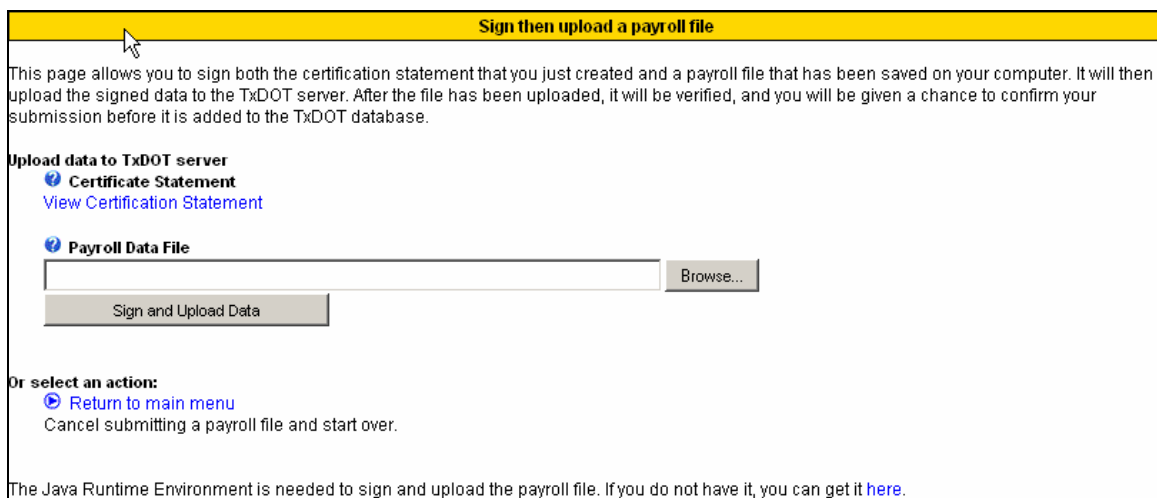 Sign then upload a payroll file
This page allows you to sign both the certification statement that you just created and a payroll file that has been saved on your computer. It will then
upload the signed data to the TxDOT server. After the file has been uploaded, it will be verified, and you will be given a chance to confirm your
submission before it is added to the TxDOT database.
Upload data to TxDOT server
Certificate Statement
View Certification Statement
Payroll Data File
Browse...
Sign and Upload Data
Or select an action:
Return to main menu
Cancel submitting a payroll file and start over.
The Java Runtime Environment is needed to sign and upload the payroll file. If you do not have it, you can get it here.